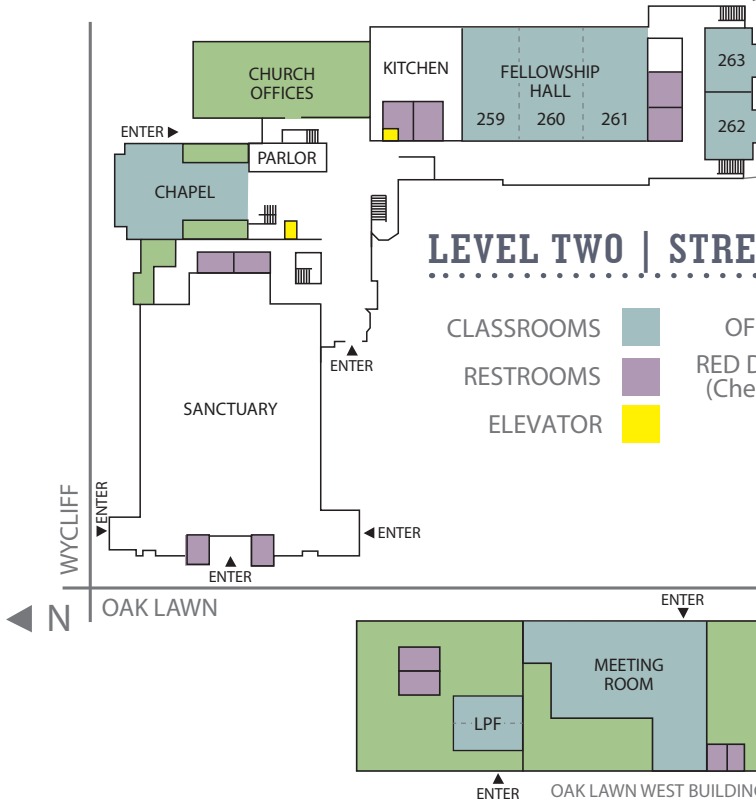 CHURCH
OFFICES
KITCHEN
FELLOWSHIP
HALL
259 260 261
263
262
ENTER
PARLOR
CHAPEL
LEVEL TWO | STRE
CLASSROOMS
RESTROOMS
ELEVATOR
OF
RED D
(Che
ENTER
SANCTUARY
WYCLIFF
ENTER
ENTER
ENTER
N
OAK LAWN
ENTER
MEETING
ROOM
LPF
ENTER
OAK LAWN WEST BUILDING